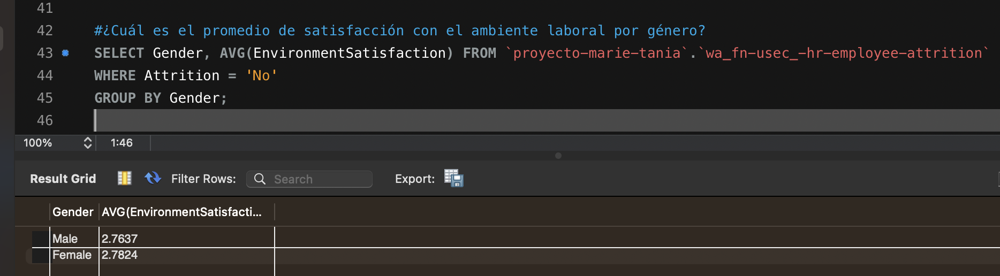 41
42 #¿Cuál es el promedio de satisfacción con el ambiente laboral por género?
43 SELECT Gender, AVG(EnvironmentSatisfaction) FROM `proyecto-marie-tania`.`wa_fn-usec_-hr-employee-attrition`
44 WHERE Attrition = 'No'
45 GROUP BY Gender;
46
100% 1:46
Result Grid Filter Rows: Search Export:
Gender AVG(EnvironmentSatisfacti...
Male 2.7637
Female 2.7824